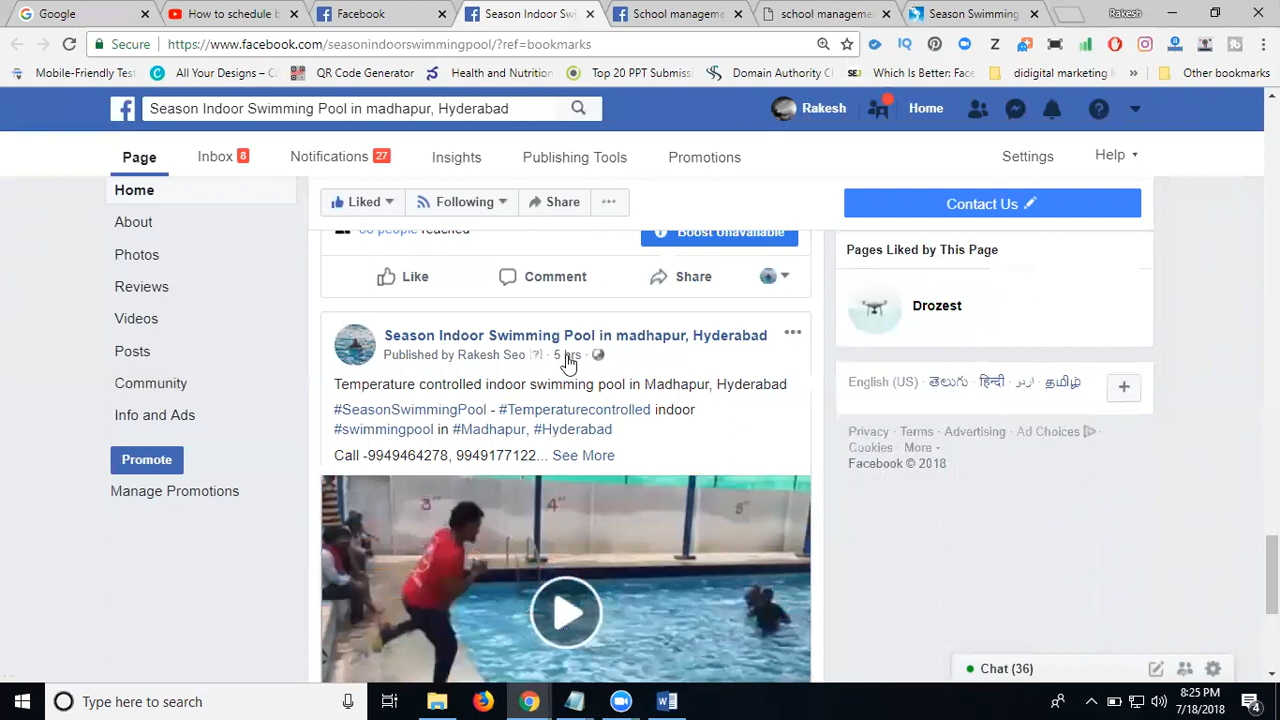 Google
How to schedule b
Facebook
Season Indoor Sw
School manageme
school manageme
Season Swimming
Rakesh
Secure
https://www.facebook.com/seasonindoorswimmingpool/?ref=bookmarks
Mobile-Friendly Test
All Your Designs – C
QR Code Generator
Health and Nutrition
Top 20 PPT Submiss
Domain Authority C
Which Is Better: Face
didigital marketing i
Other bookmarks
Season Indoor Swimming Pool in madhapur, Hyderabad
Rakesh
Home
Page
Inbox 8
Notifications 27
Insights
Publishing Tools
Promotions
Settings
Help
Home
About
Photos
Reviews
Videos
Posts
Community
Info and Ads
Promote
Manage Promotions
Liked
Following
Share
Contact Us
people reached
Boost Unavailable
Like
Comment
Share
Season Indoor Swimming Pool in madhapur, Hyderabad
Published by Rakesh Seo [?] · 5 hrs ·
Temperature controlled indoor swimming pool in Madhapur, Hyderabad
#SeasonSwimmingPool - #Temperaturecontrolled indoor
#swimmingpool in #Madhapur, #Hyderabad
Call -9949464278, 9949177122... See More
3"
4"
Pages Liked by This Page
Drozest
English (US) · తెలుగు · हिन्दी · اردو · தமிழ்
Privacy · Terms · Advertising · Ad Choices ·
Cookies · More
Facebook © 2018
Chat (36)
Type here to search
8:25 PM
7/18/2018
4